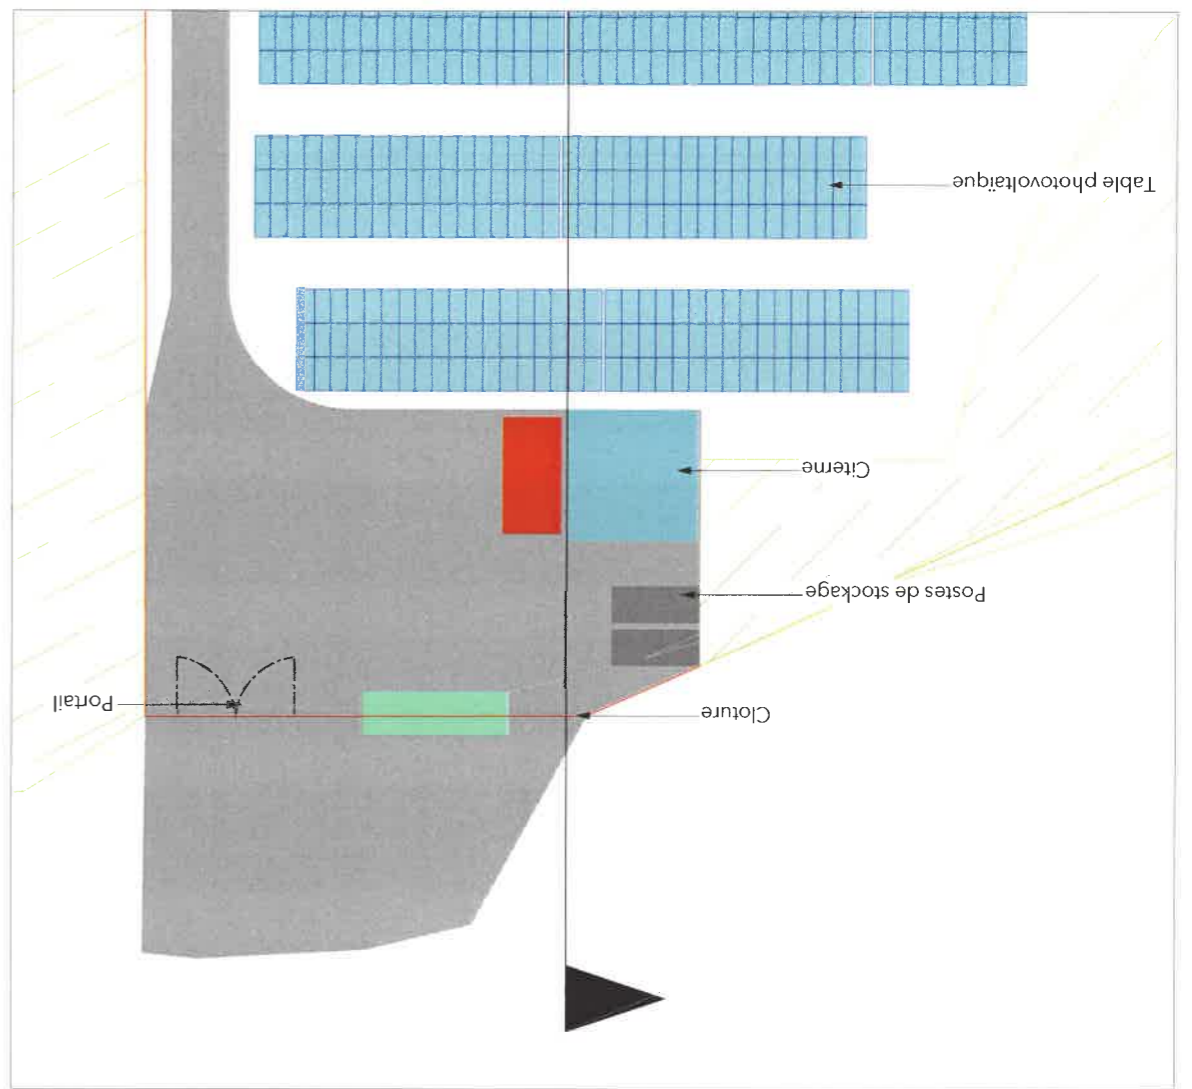 Cloture
Portail
Postes de stockage
Citerne
Table photovoltaïque